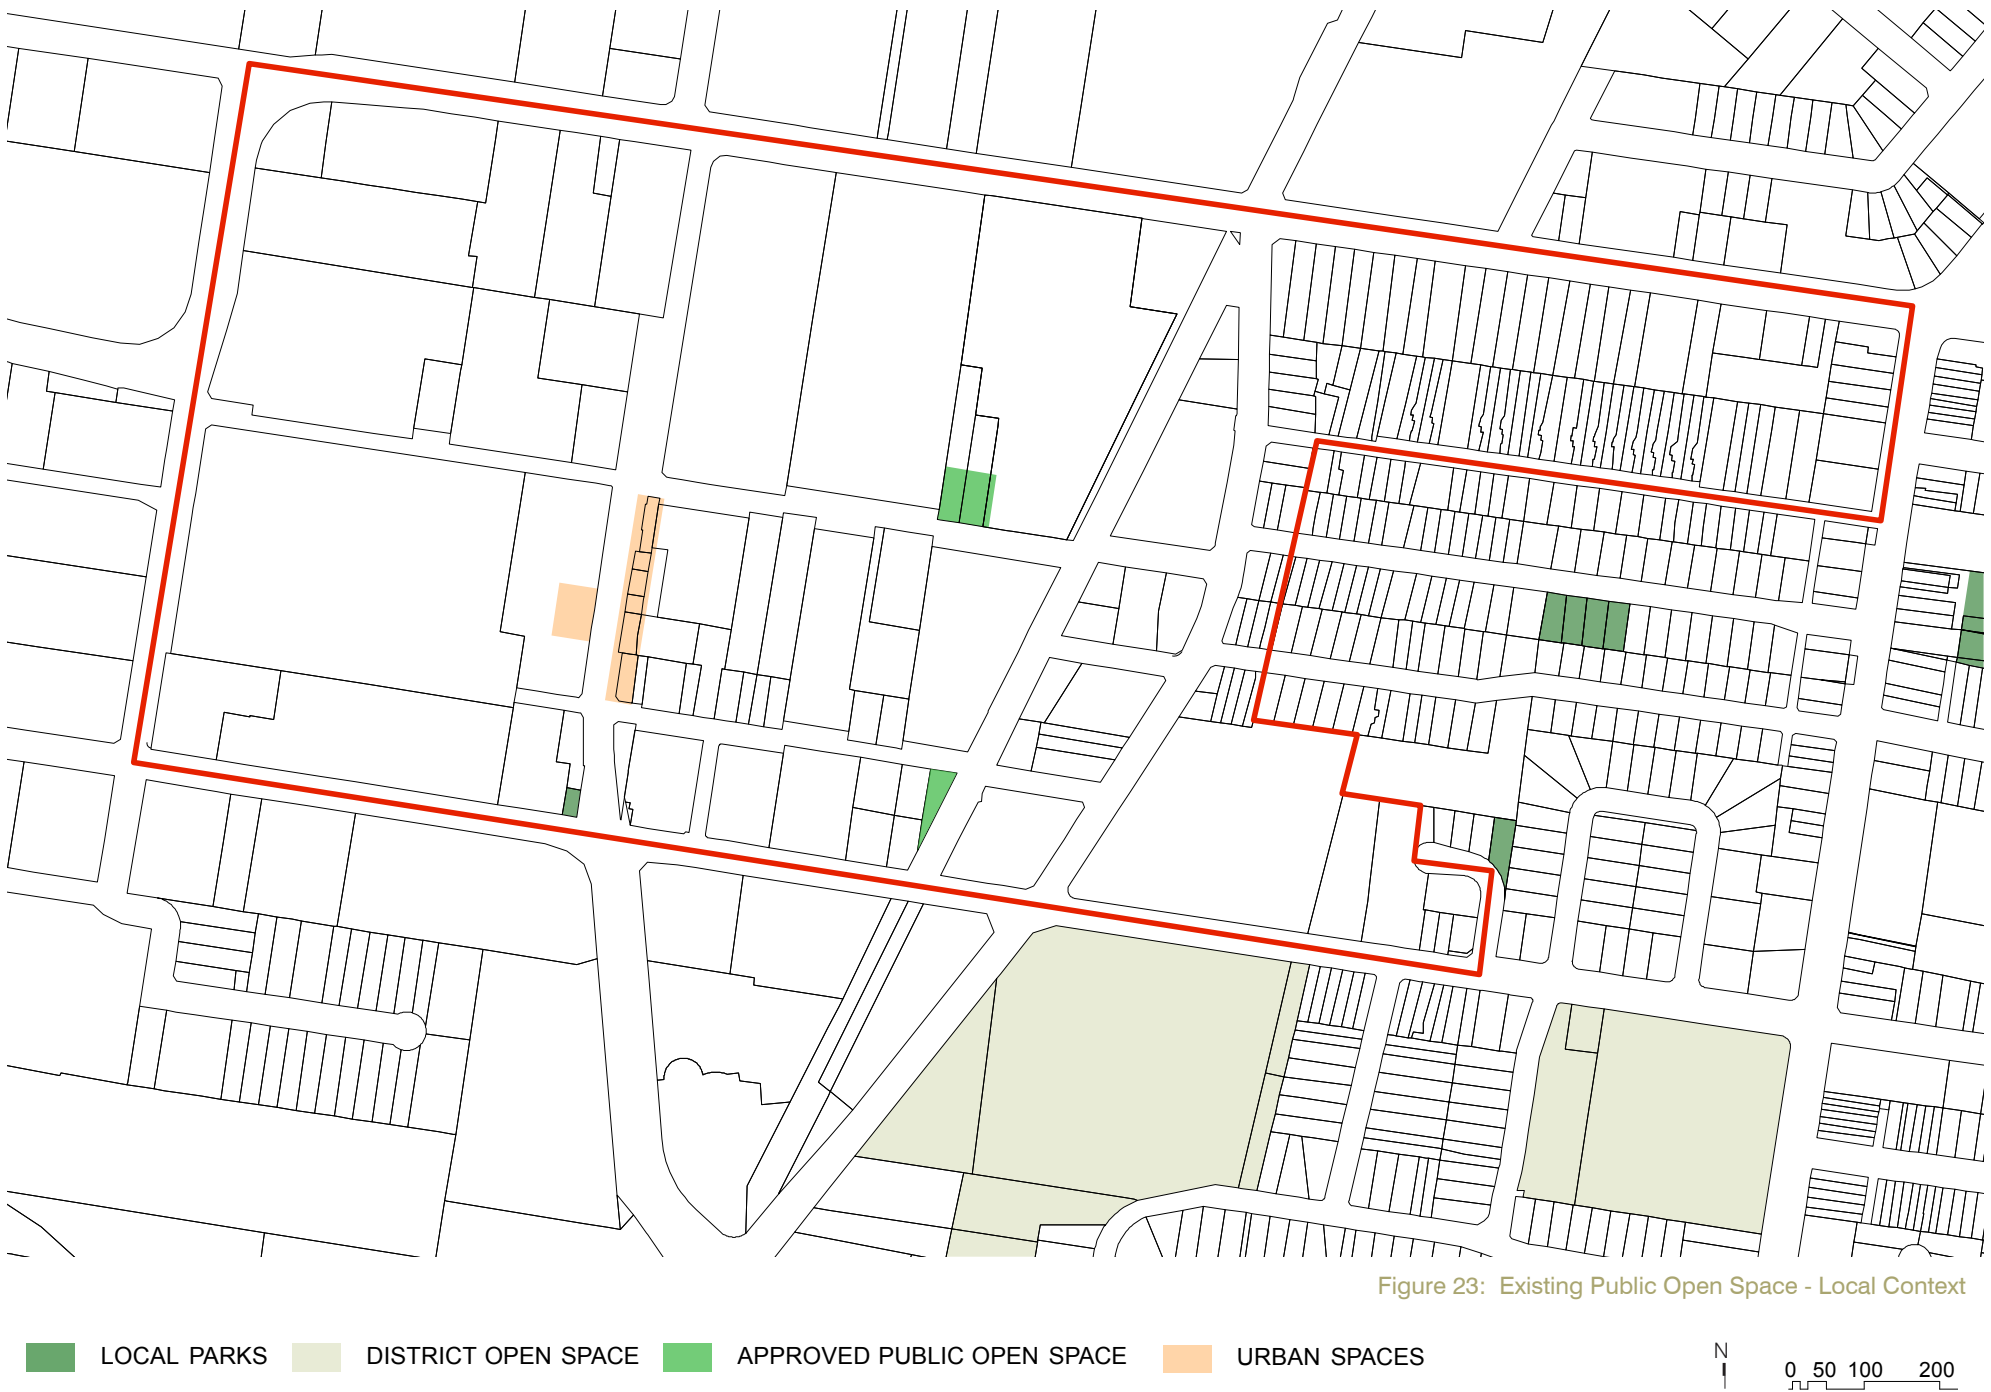 Figure 23: Existing Public Open Space - Local Context
LOCAL PARKS DISTRICT OPEN SPACE APPROVED PUBLIC OPEN SPACE URBAN SPACES
N
0 50 100 200